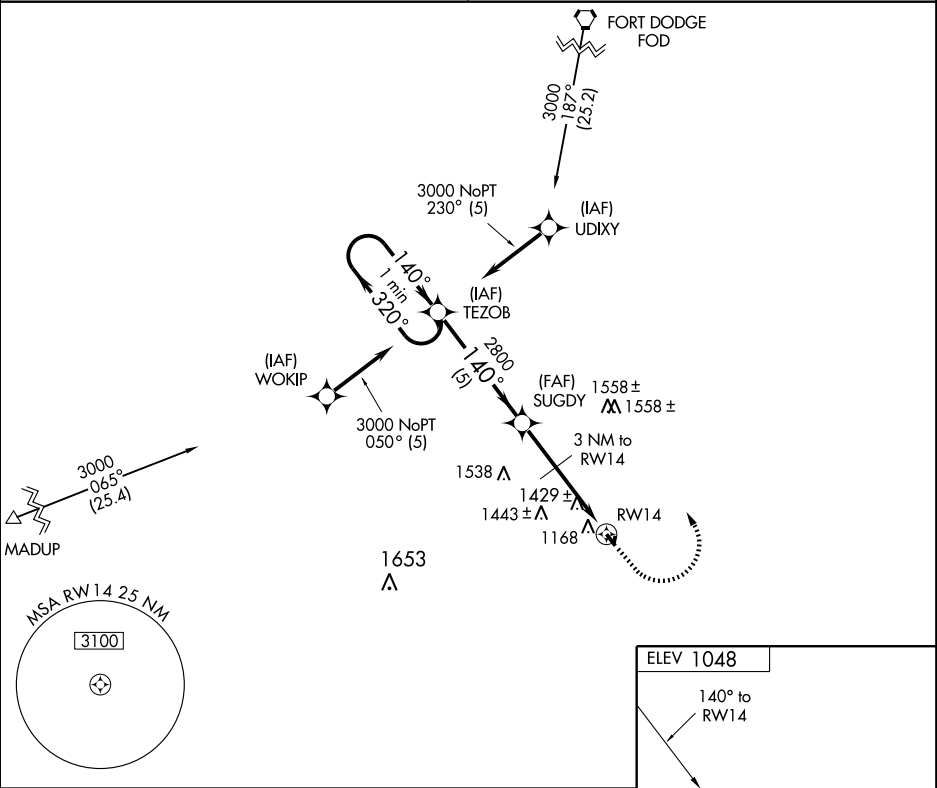 FORT DODGE
FOD
3000
187°
(25.2)
3000 NoPT
230° (5)
(IAF)
UDIXY
140°
1 min
320°
(IAF)
TEZOB
2800
140°
(5)
(IAF)
WOKIP
3000 NoPT
050° (5)
(FAF)
SUGDY
1558 ±
1558 ±
3 NM to
RW14
1538
1429 ±
1443 ±
1168
RW14
3000
065°
(25.4)
MADUP
1653
MSA RW14 25 NM
3100
ELEV 1048
140° to
RW14